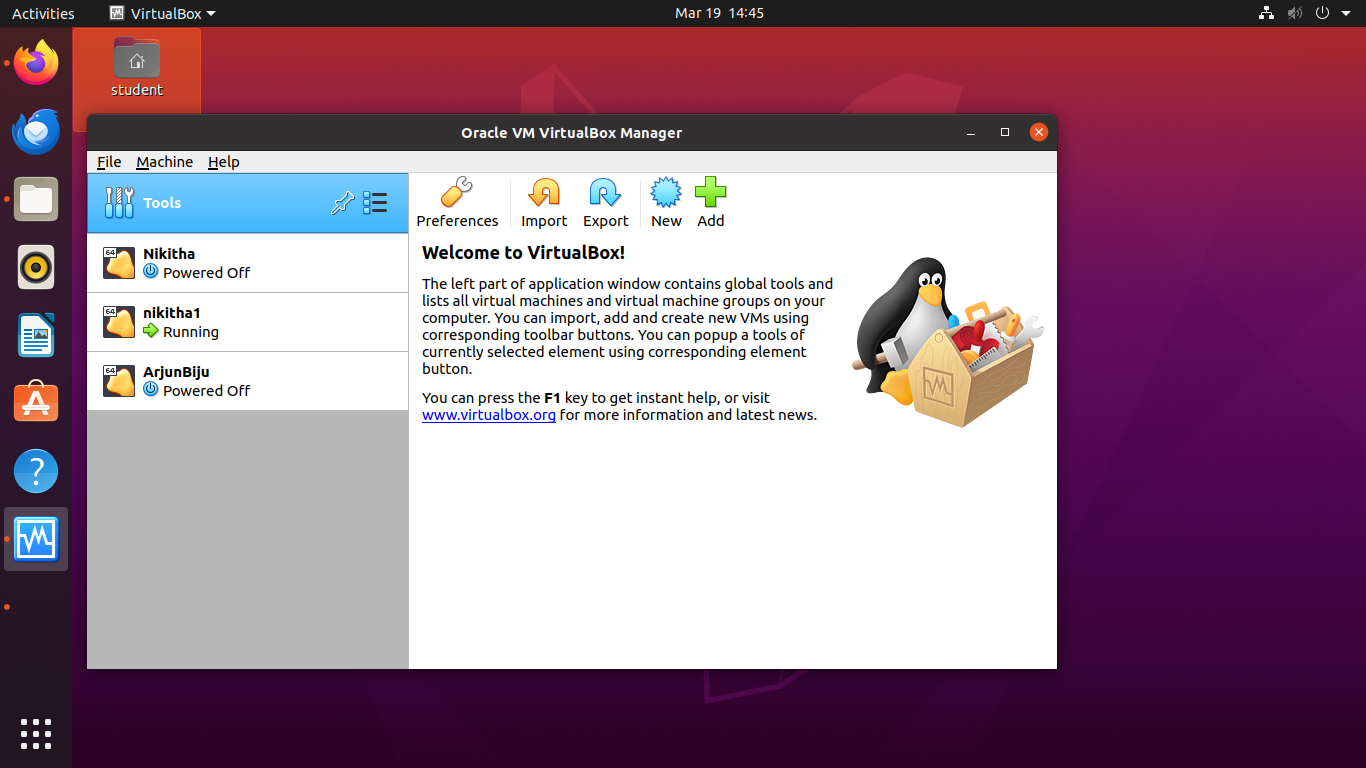 Activities
VirtualBox
Mar 19 14:45
student
Oracle VM VirtualBox Manager
File Machine Help
Tools
Preferences
Import
Export
New
Add
64
Nikitha
Powered Off
64
nikitha1
Running
64
ArjunBiju
Powered Off
Welcome to VirtualBox!
The left part of application window contains global tools and
lists all virtual machines and virtual machine groups on your
computer. You can import, add and create new VMs using
corresponding toolbar buttons. You can popup a tools of
currently selected element using corresponding element
button.
You can press the F1 key to get instant help, or visit
www.virtualbox.org for more information and latest news.